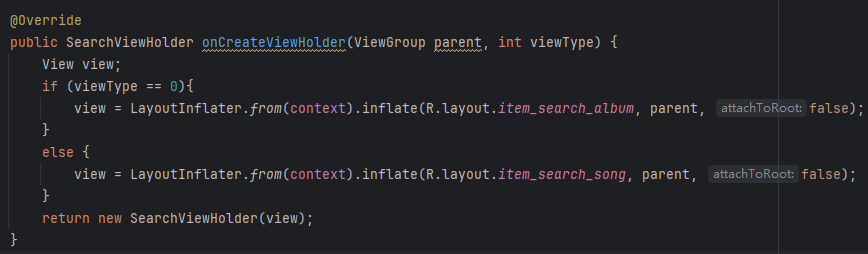 @Override
public SearchViewHolder onCreateViewHolder(ViewGroup parent, int viewType) {
    View view;
    if (viewType == 0){
        view = LayoutInflater.from(context).inflate(R.layout.item_search_album, parent, attachToRoot: false);
    }
    else {
        view = LayoutInflater.from(context).inflate(R.layout.item_search_song, parent, attachToRoot: false);
    }
    return new SearchViewHolder(view);
}